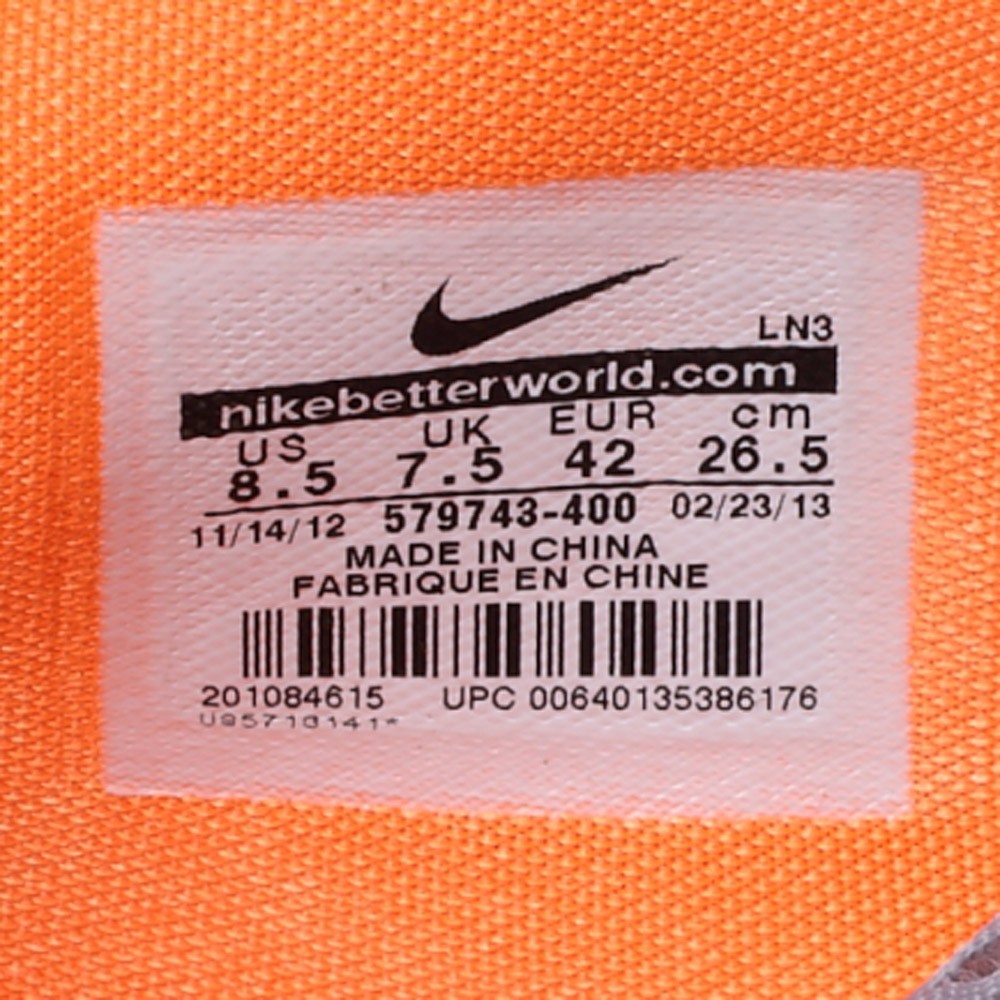 LN3
nikebetterworld.com
US UK EUR cm
8.5 7.5 42 26.5
11/14/12 579743-400 02/23/13
MADE IN CHINA
FABRIQUE EN CHINE
201084615 UPC 00640135386176